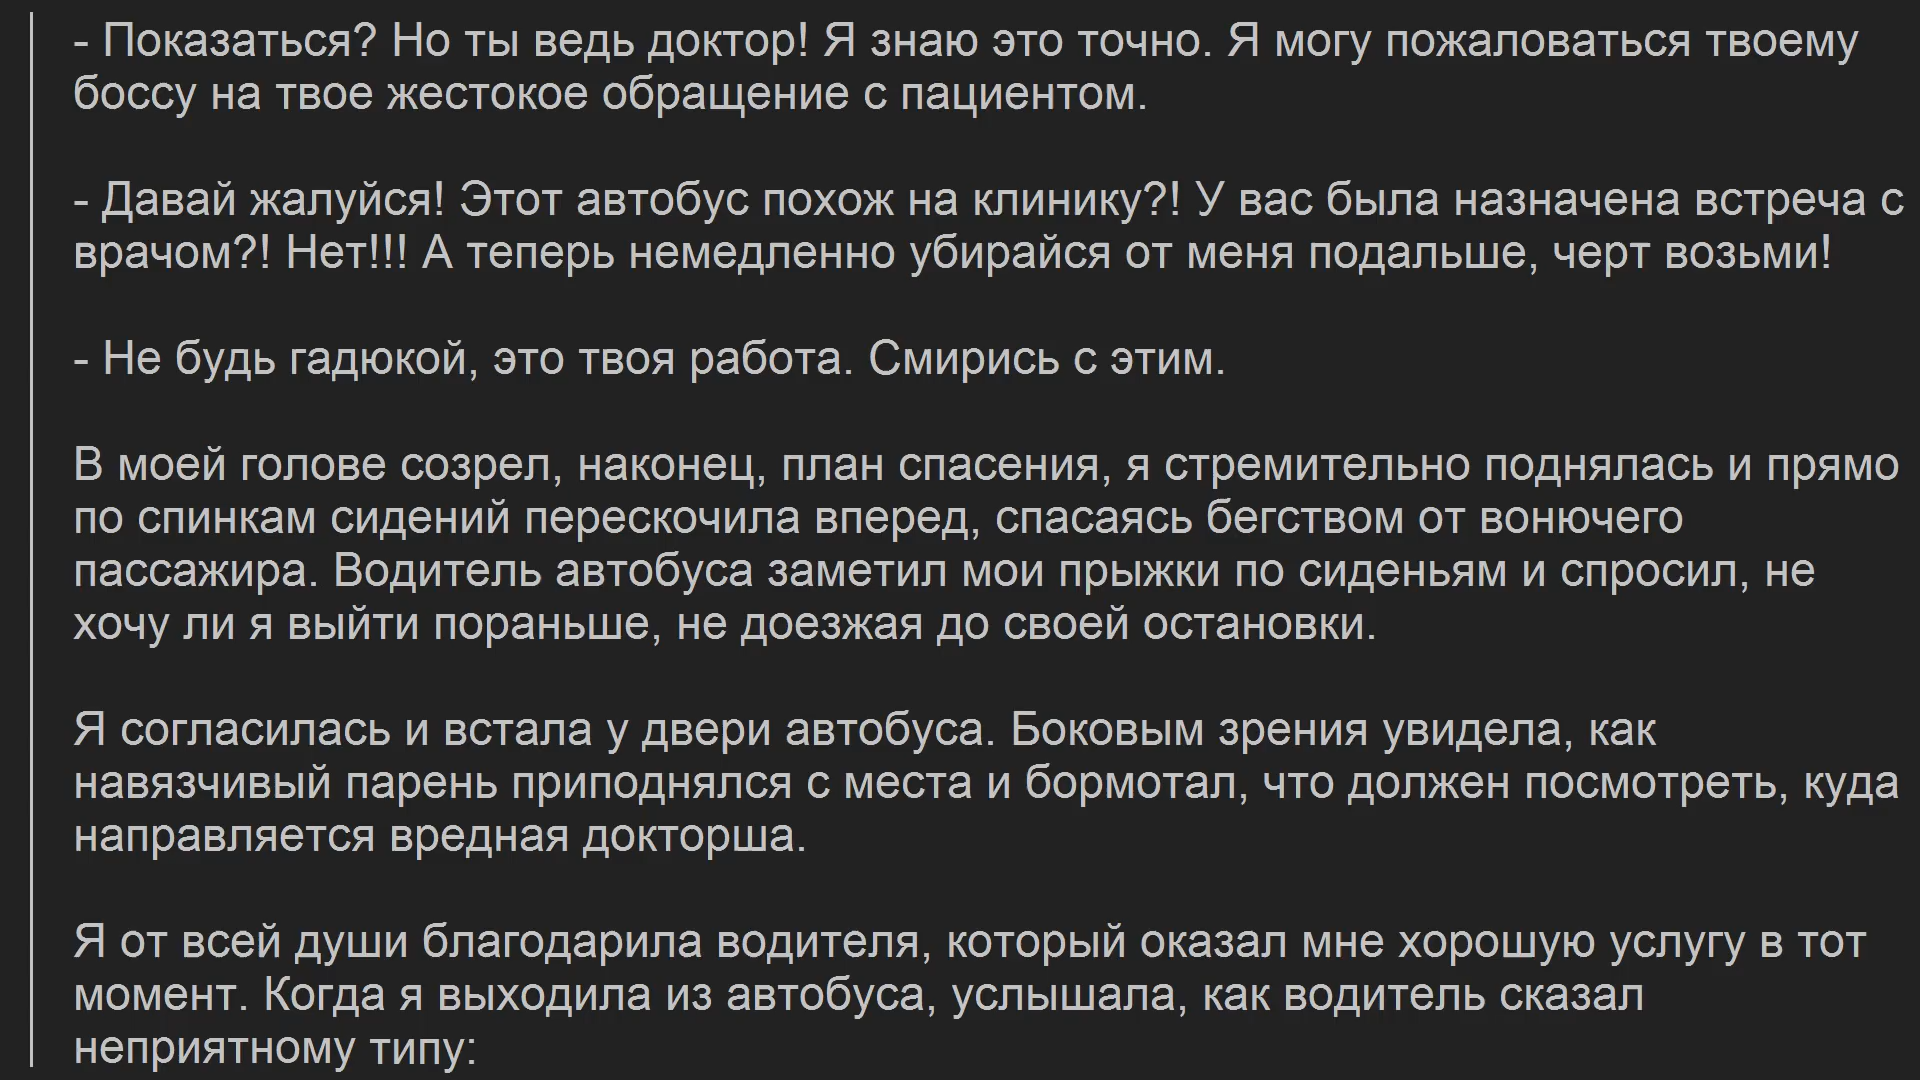 - Показаться? Но ты ведь доктор! Я знаю это точно. Я могу пожаловаться твоему
боссу на твое жестокое обращение с пациентом.
- Давай жалуйся! Этот автобус похож на клинику?! У вас была назначена встреча с
врачом?! Нет!!! А теперь немедленно убирайся от меня подальше, черт возьми!
- Не будь гадюкой, это твоя работа. Смирись с этим.
В моей голове созрел, наконец, план спасения, я стремительно поднялась и прямо
по спинкам сидений перескочила вперед, спасаясь бегством от вонючего
пассажира. Водитель автобуса заметил мои прыжки по сиденьям и спросил, не
хочу ли я выйти пораньше, не доезжая до своей остановки.
Я согласилась и встала у двери автобуса. Боковым зрения увидела, как
навязчивый парень приподнялся с места и бормотал, что должен посмотреть, куда
направляется вредная докторша.
Я от всей души благодарила водителя, который оказал мне хорошую услугу в тот
момент. Когда я выходила из автобуса, услышала, как водитель сказал
неприятному типу: